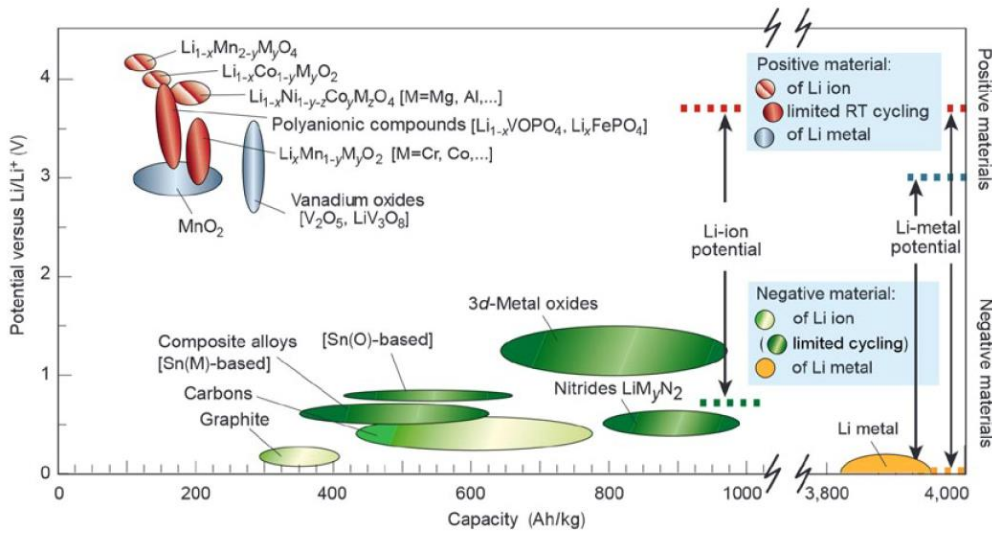 Li1-xMn2-yMyO4
Li1-xCo1-yMyO2
Li1-xNi1-y-zCoyMzO4 [M=Mg, Al,...]
Polyanionic compounds [Li1-xVOPO4, LixFePO4]
LixMn1-yMyO2 [M=Cr, Co,...]
Vanadium oxides
[V2O5, LiV3O8]
MnO2
Positive material:
of Li ion
limited RT cycling
of Li metal
Positive materials
Li-ion
potential
Li-metal
potential
Negative material:
of Li ion
(limited cycling)
of Li metal
Negative materials
3d-Metal oxides
[Sn(O)-based]
Composite alloys
[Sn(M)-based]
Carbons
Graphite
Nitrides LiMyN2
Li metal
Potential versus Li/Li+ (V)
4
3
2
1
0
0
200
400
600
800
1000
3,800
4,000
Capacity (Ah/kg)